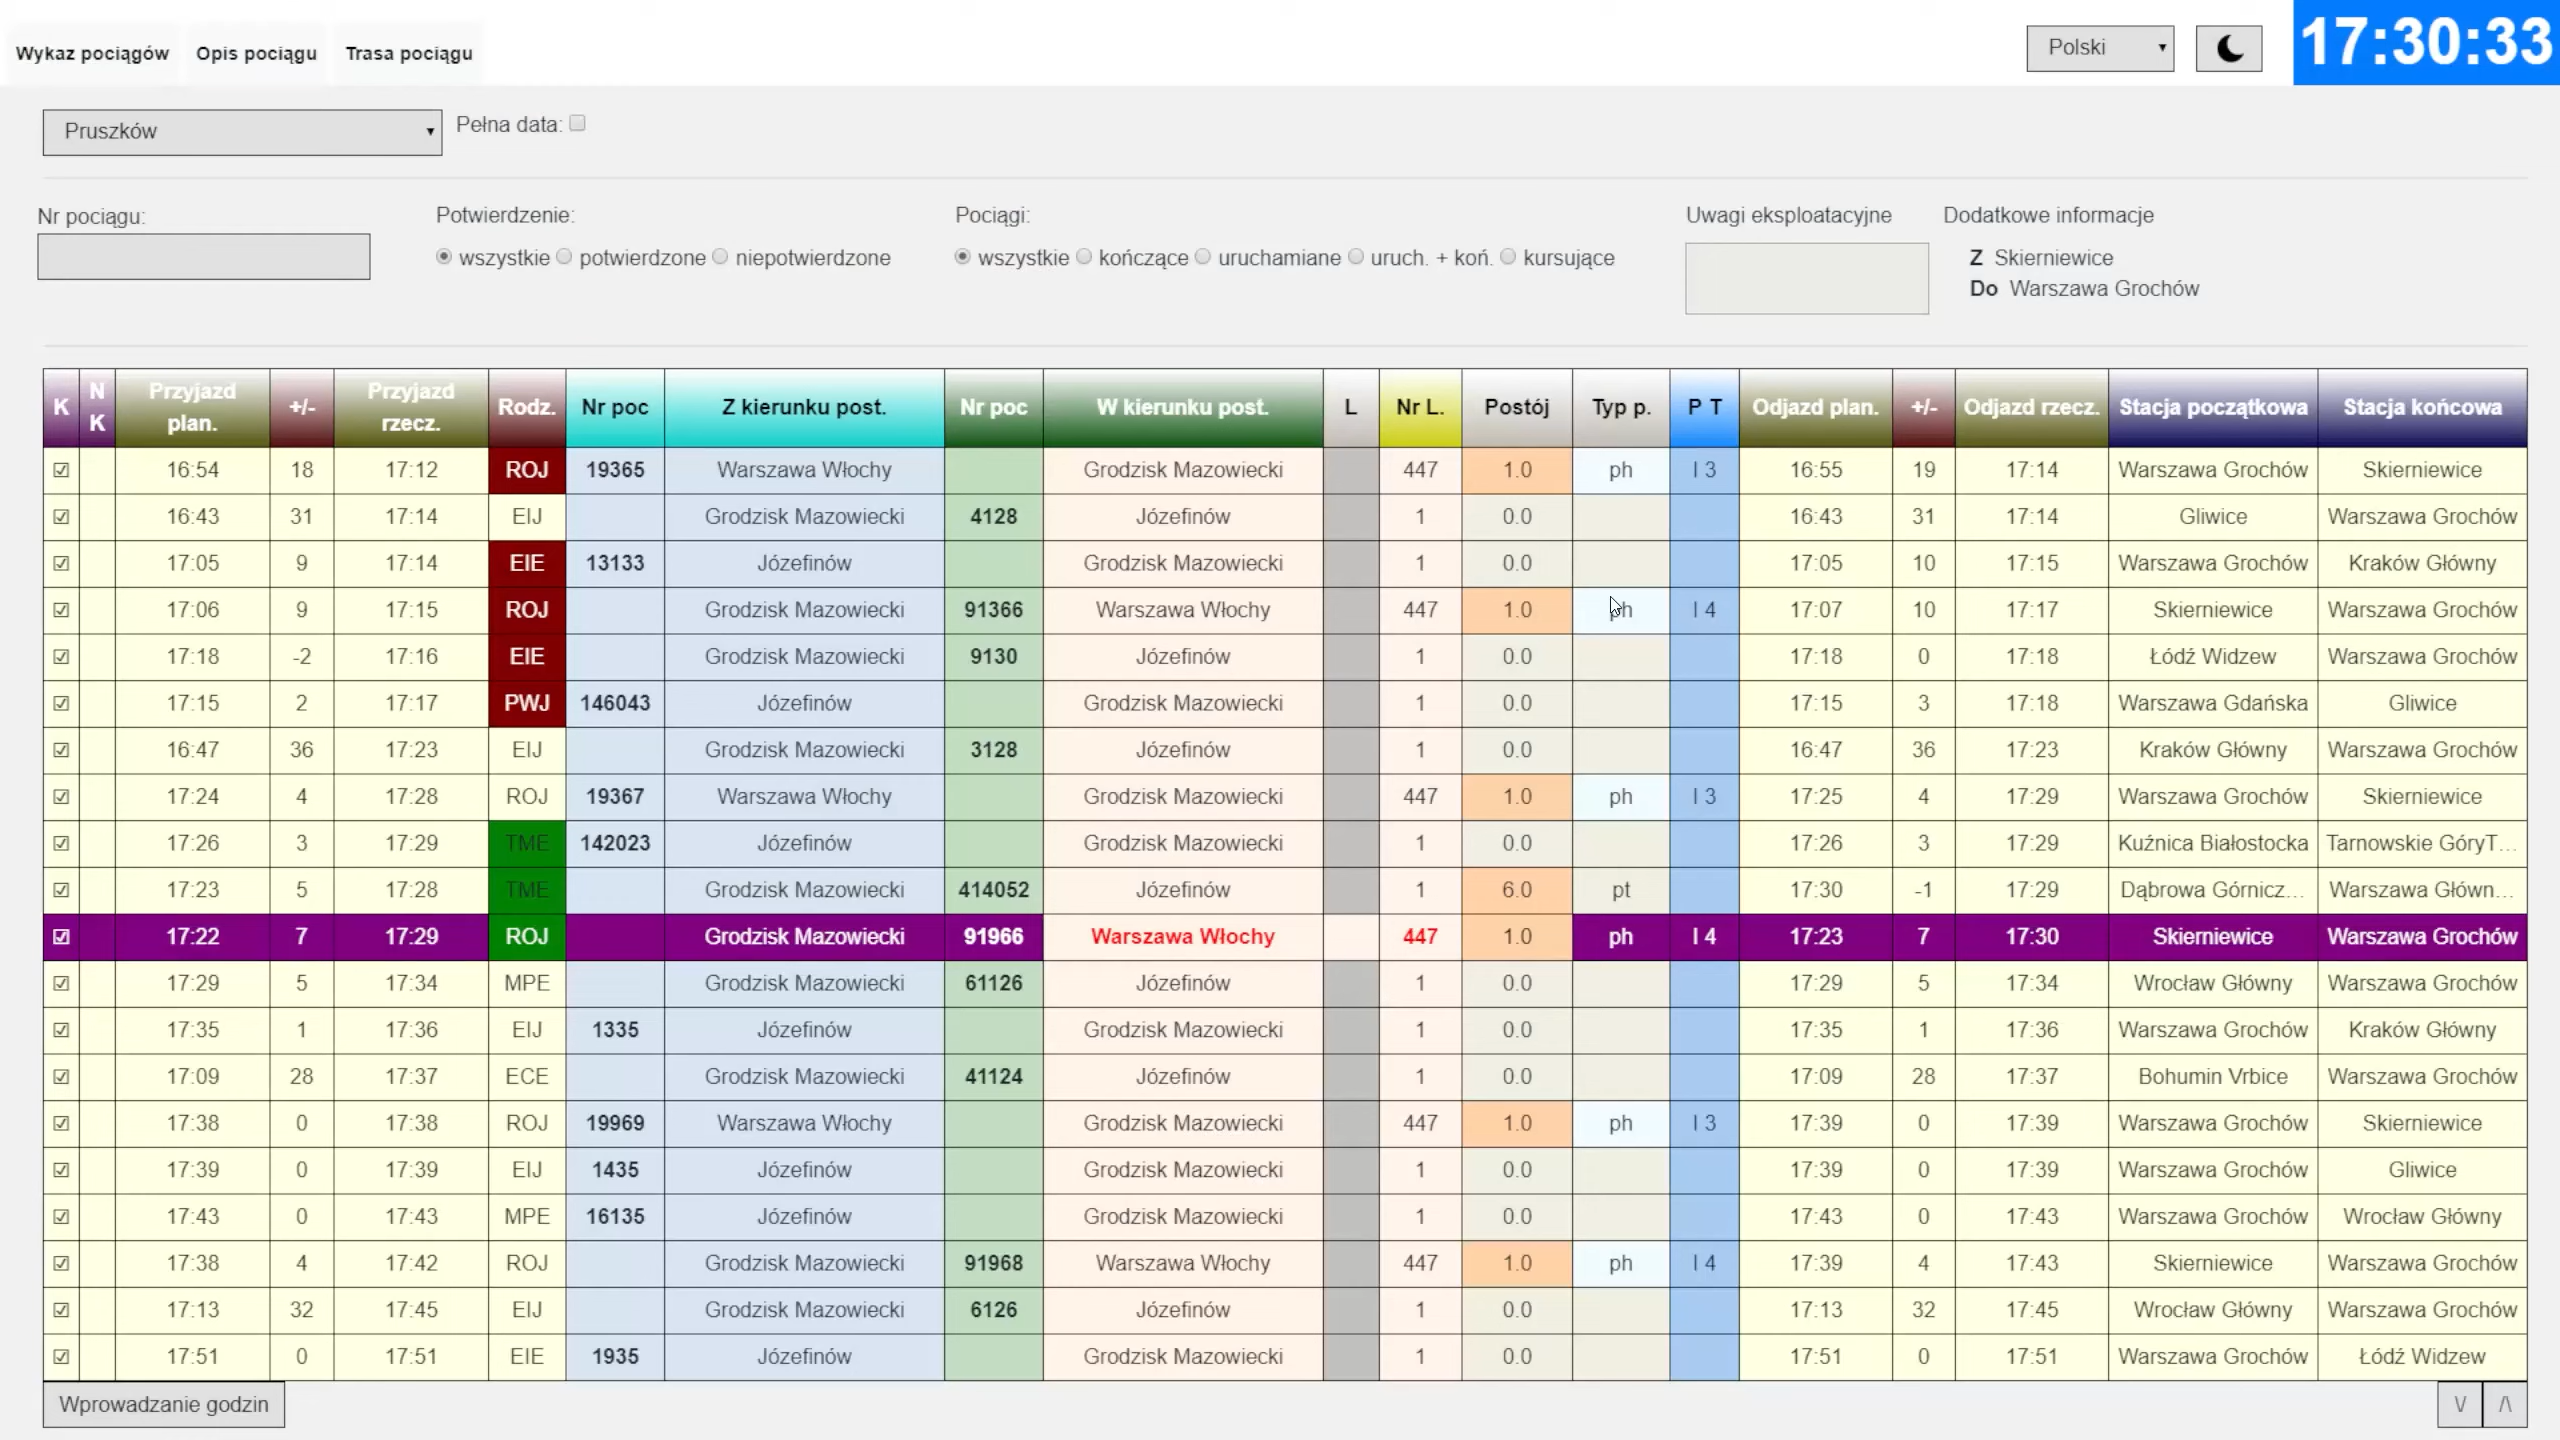 Wykaz pociągów Opis pociągu Trasa pociągu Polski 17:30:33
Pruszków Pełna data:
Nr pociągu: Potwierdzenie: Pociągi: Uwagi eksploatacyjne Dodatkowe informacje
wszystkie potwierdzone niepotwierdzone wszystkie kończące uruchamiane uruch. + koń. kursujące Z Skierniewice
Do Warszawa Grochów
K N K Przyjazd plan. +/- Przyjazd rzecz. Rodz. Nr poc Z kierunku post. Nr poc W kierunku post. L Nr L. Postój Typ p. P T Odjazd plan. +/- Odjazd rzecz. Stacja początkowa Stacja końcowa
16:54 18 17:12 ROJ 19365 Warszawa Włochy Grodzisk Mazowiecki 447 1.0 ph I 3 16:55 19 17:14 Warszawa Grochów Skierniewice
16:43 31 17:14 EIJ Grodzisk Mazowiecki 4128 Józefinów 1 0.0 16:43 31 17:14 Gliwice Warszawa Grochów
17:05 9 17:14 EIE 13133 Józefinów Grodzisk Mazowiecki 1 0.0 17:05 10 17:15 Warszawa Grochów Kraków Główny
17:06 9 17:15 ROJ Grodzisk Mazowiecki 91366 Warszawa Włochy 447 1.0 ph I 4 17:07 10 17:17 Skierniewice Warszawa Grochów
17:18 -2 17:16 EIE Grodzisk Mazowiecki 9130 Józefinów 1 0.0 17:18 0 17:18 Łódź Widzew Warszawa Grochów
17:15 2 17:17 PWJ 146043 Józefinów Grodzisk Mazowiecki 1 0.0 17:15 3 17:18 Warszawa Gdańska Gliwice
16:47 36 17:23 EIJ Grodzisk Mazowiecki 3128 Józefinów 1 0.0 16:47 36 17:23 Kraków Główny Warszawa Grochów
17:24 4 17:28 ROJ 19367 Warszawa Włochy Grodzisk Mazowiecki 447 1.0 ph I 3 17:25 4 17:29 Warszawa Grochów Skierniewice
17:26 3 17:29 TME 142023 Józefinów Grodzisk Mazowiecki 1 0.0 17:26 3 17:29 Kuźnica Białostocka Tarnowskie GóryT...
17:23 5 17:28 TME Grodzisk Mazowiecki 414052 Józefinów 1 6.0 pt 17:30 -1 17:29 Dąbrowa Górnicz... Warszawa Główn...
17:22 7 17:29 ROJ Grodzisk Mazowiecki 91966 Warszawa Włochy 447 1.0 ph I 4 17:23 7 17:30 Skierniewice Warszawa Grochów
17:29 5 17:34 MPE Grodzisk Mazowiecki 61126 Józefinów 1 0.0 17:29 5 17:34 Wrocław Główny Warszawa Grochów
17:35 1 17:36 EIJ 1335 Józefinów Grodzisk Mazowiecki 1 0.0 17:35 1 17:36 Warszawa Grochów Kraków Główny
17:09 28 17:37 ECE Grodzisk Mazowiecki 41124 Józefinów 1 0.0 17:09 28 17:37 Bohumin Vrbice Warszawa Grochów
17:38 0 17:38 ROJ 19969 Warszawa Włochy Grodzisk Mazowiecki 447 1.0 ph I 3 17:39 0 17:39 Warszawa Grochów Skierniewice
17:39 0 17:39 EIJ 1435 Józefinów Grodzisk Mazowiecki 1 0.0 17:39 0 17:39 Warszawa Grochów Gliwice
17:43 0 17:43 MPE 16135 Józefinów Grodzisk Mazowiecki 1 0.0 17:43 0 17:43 Warszawa Grochów Wrocław Główny
17:38 4 17:42 ROJ Grodzisk Mazowiecki 91968 Warszawa Włochy 447 1.0 ph I 4 17:39 4 17:43 Skierniewice Warszawa Grochów
17:13 32 17:45 EIJ Grodzisk Mazowiecki 6126 Józefinów 1 0.0 17:13 32 17:45 Wrocław Główny Warszawa Grochów
17:51 0 17:51 EIE 1935 Józefinów Grodzisk Mazowiecki 1 0.0 17:51 0 17:51 Warszawa Grochów Łódź Widzew
Wprowadzanie godzin \/ /\